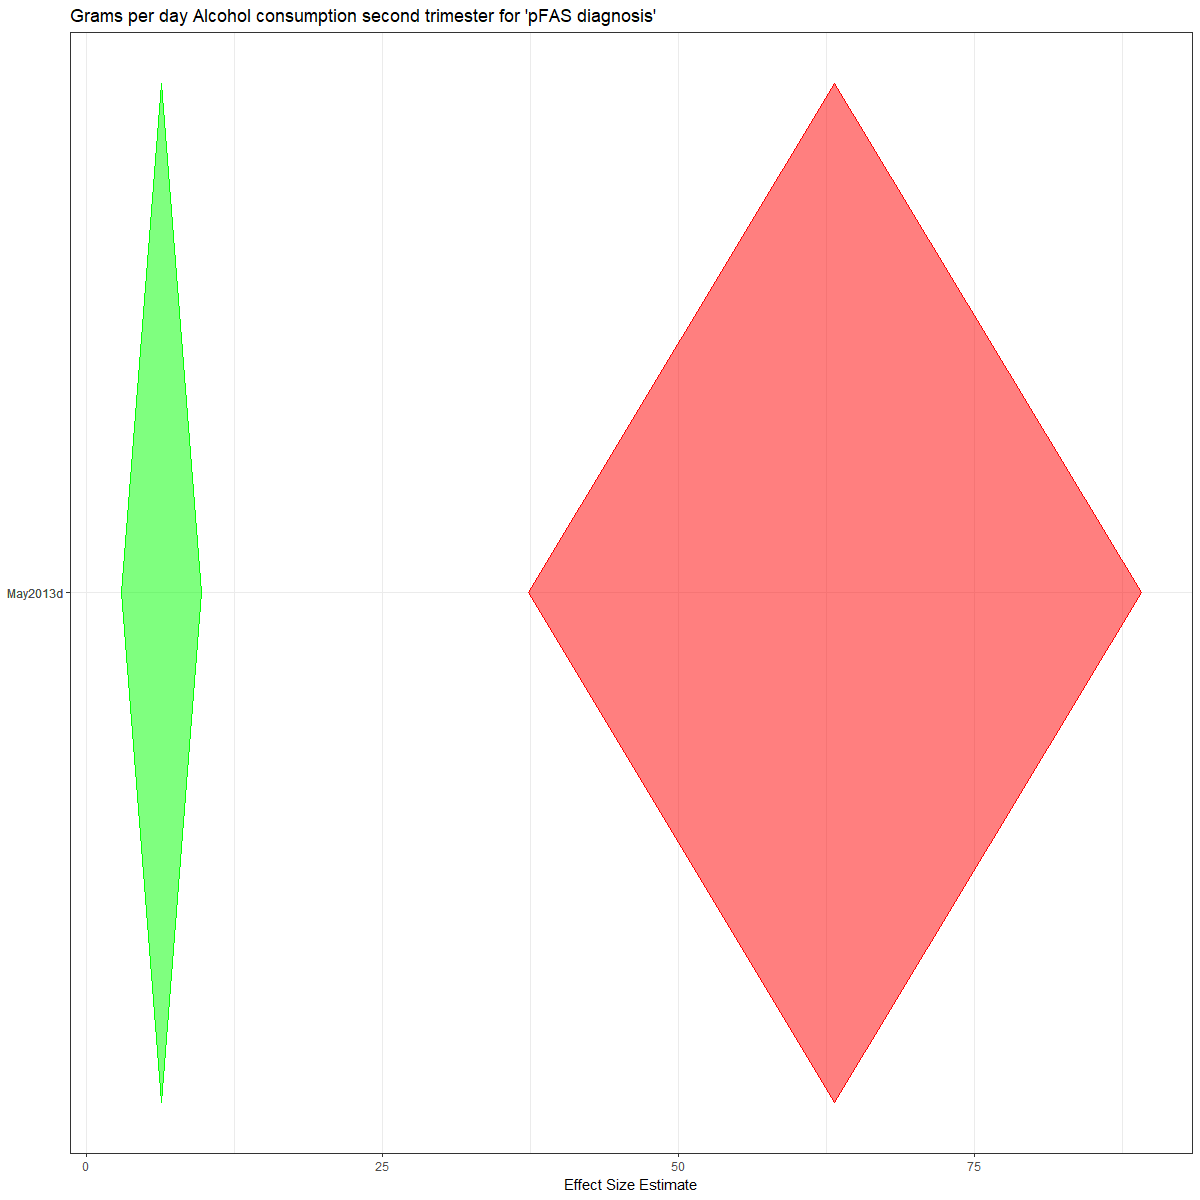 Grams per day Alcohol consumption second trimester for 'pFAS diagnosis'
May2013d
0 25 50 75
Effect Size Estimate